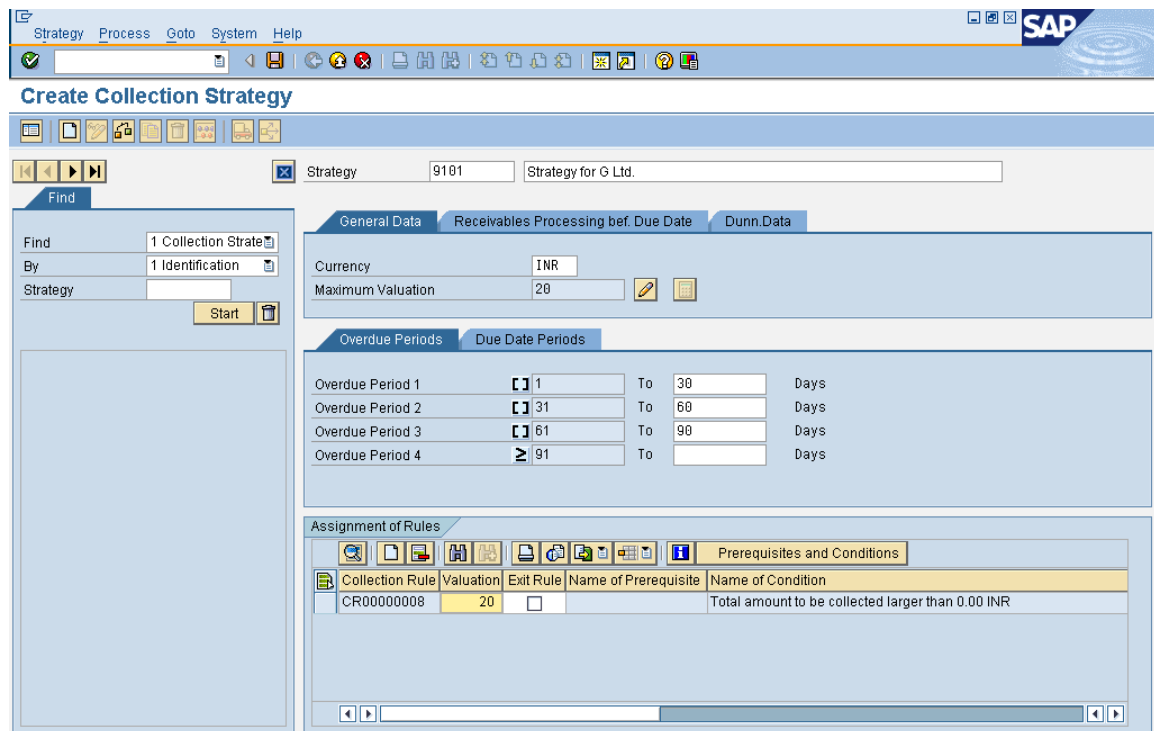 Strategy Process Goto System Help
SAP
Create Collection Strategy
Strategy 9101 Strategy for G Ltd.
Find
Find 1 Collection Strate
By 1 Identification
Strategy
Start
General Data Receivables Processing bef. Due Date Dunn.Data
Currency INR
Maximum Valuation 20
Overdue Periods Due Date Periods
Overdue Period 1 [ ] 1 To 30 Days
Overdue Period 2 [ ] 31 To 60 Days
Overdue Period 3 [ ] 61 To 90 Days
Overdue Period 4 ≥ 91 To Days
Assignment of Rules
Prerequisites and Conditions
Collection Rule Valuation Exit Rule Name of Prerequisite Name of Condition
CR00000008 20 Total amount to be collected larger than 0.00 INR